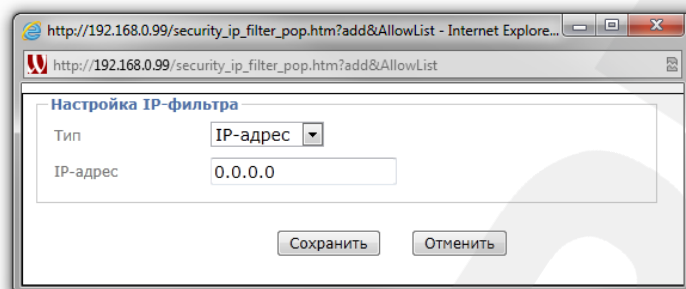 http://192.168.0.99/security_ip_filter_pop.htm?add&AllowList - Internet Explore...
http://192.168.0.99/security_ip_filter_pop.htm?add&AllowList
Настройка IP-фильтра
Тип IP-адрес
IP-адрес 0.0.0.0
Сохранить Отменить